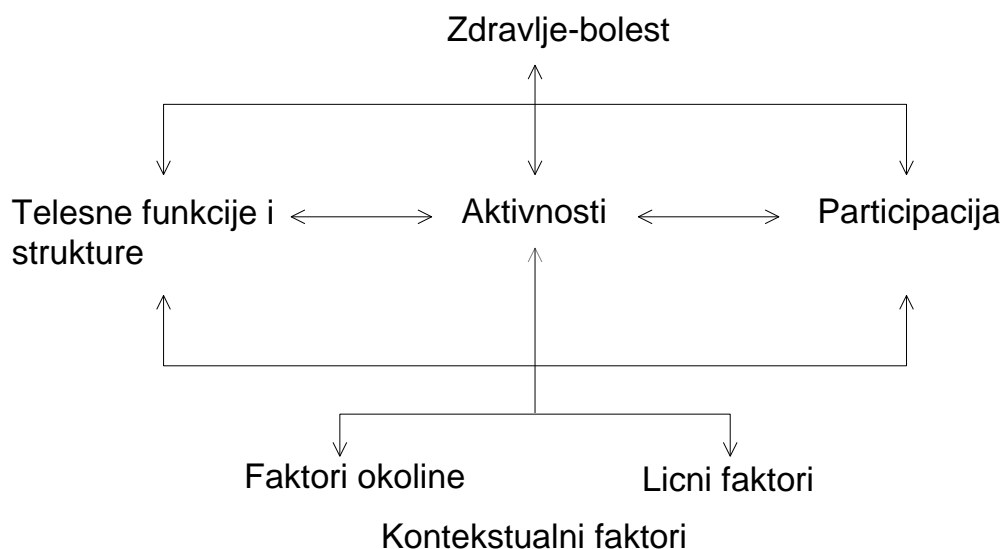 Zdravlje-bolest
Telesne funkcije i
strukture
Aktivnosti
Participacija
Faktori okoline
Licni faktori
Kontekstualni faktori